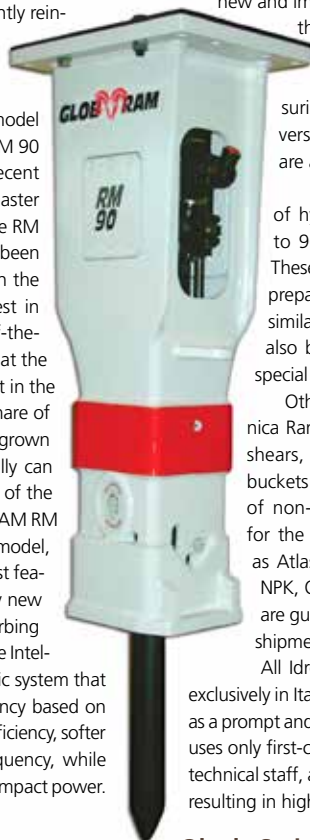 ntly rein-
model
M 90
ecent
aster
e RM
been
n the
est in
f-the-
at the
t in the
hare of
grown
lly can
of the
AM RM
model,
st fea-
y new
rbing
e Intel-
ic system that
ncy based on
ficiency, softer
quency, while
mpact power.
GLOB RAM
RM
90
new and im
th
suri
vers
are a
of h
to 9
These
prepa
simila
also b
special
Oth
nica Rar
shears,
buckets
of non-
for the
as Atlas
NPK, O
are gu
shipme
All Idr
exclusively in Ita
as a prompt and
uses only first-c
technical staff, a
resulting in high